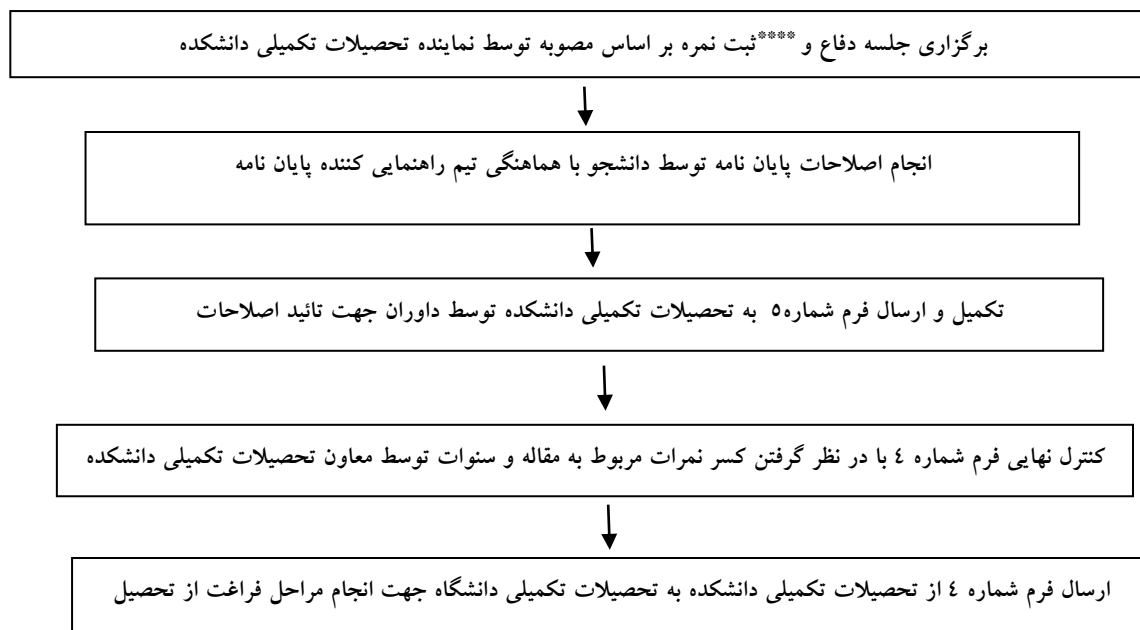 برگزاری جلسه دفاع و ****ثبت نمره بر اساس مصوبه توسط نماینده تحصیلات تکمیلی دانشکده
انجام اصلاحات پایان نامه توسط دانشجو با هماهنگی تیم راهنمایی کننده پایان نامه
تکمیل و ارسال فرم شماره٥ به تحصیلات تکمیلی دانشکده توسط داوران جهت تائید اصلاحات
کنترل نهایی فرم شماره ٤ با در نظر گرفتن کسر نمرات مربوط به مقاله و سنوات توسط معاون تحصیلات تکمیلی دانشکده
ارسال فرم شماره ٤ از تحصیلات تکمیلی دانشکده به تحصیلات تکمیلی دانشگاه جهت انجام مراحل فراغت از تحصیل